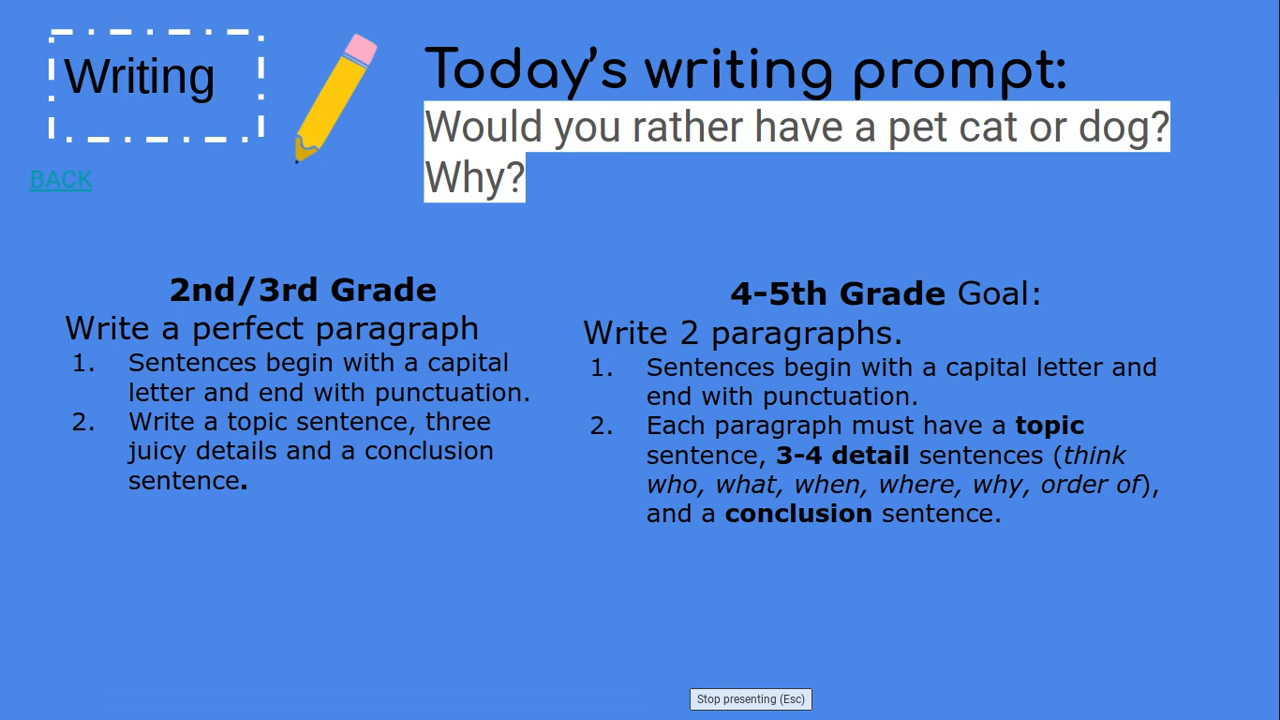 Writing
Today's writing prompt:
Would you rather have a pet cat or dog?
Why?
BACK
2nd/3rd Grade
Write a perfect paragraph
1. Sentences begin with a capital
letter and end with punctuation.
2. Write a topic sentence, three
juicy details and a conclusion
sentence.
4-5th Grade Goal:
Write 2 paragraphs.
1. Sentences begin with a capital letter and
end with punctuation.
2. Each paragraph must have a topic
sentence, 3-4 detail sentences (think
who, what, when, where, why, order of),
and a conclusion sentence.
Stop presenting (Esc)